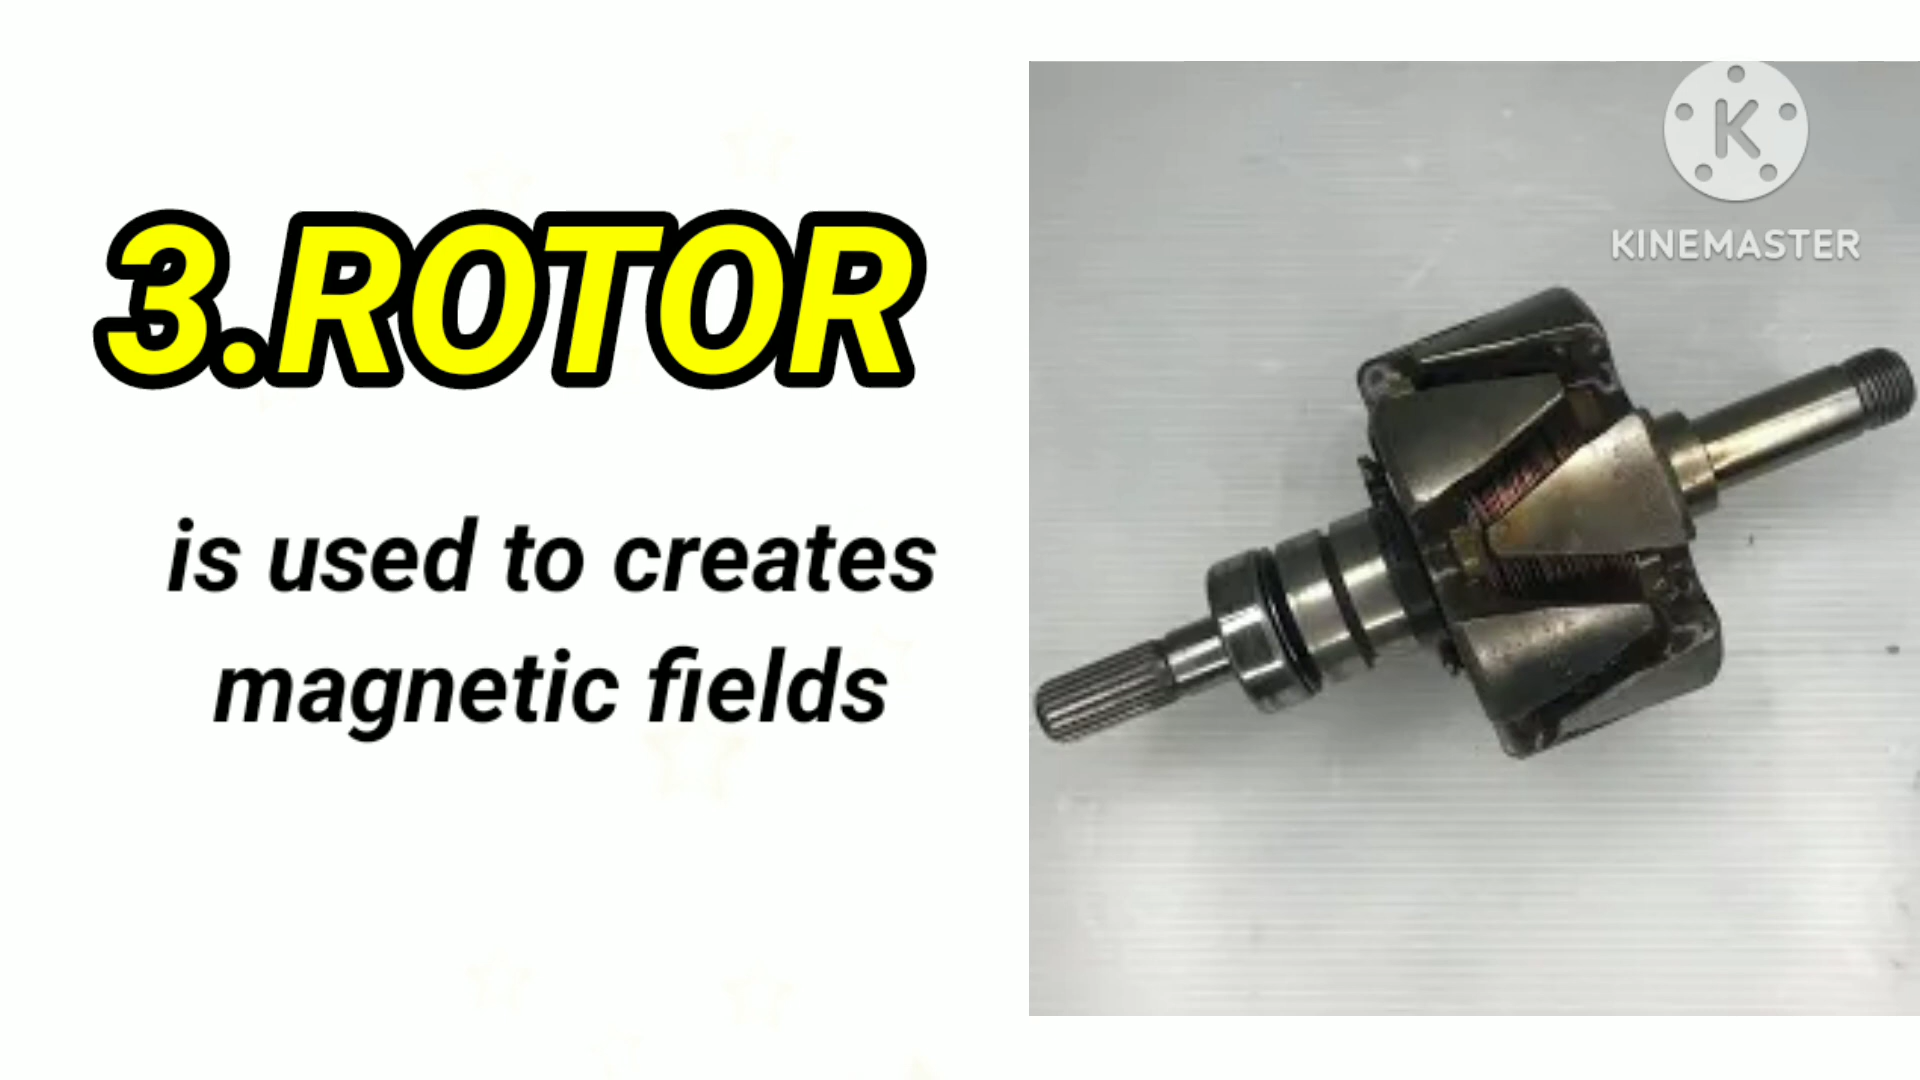 3.ROTOR
is used to creates
magnetic fields
K
KINEMASTER